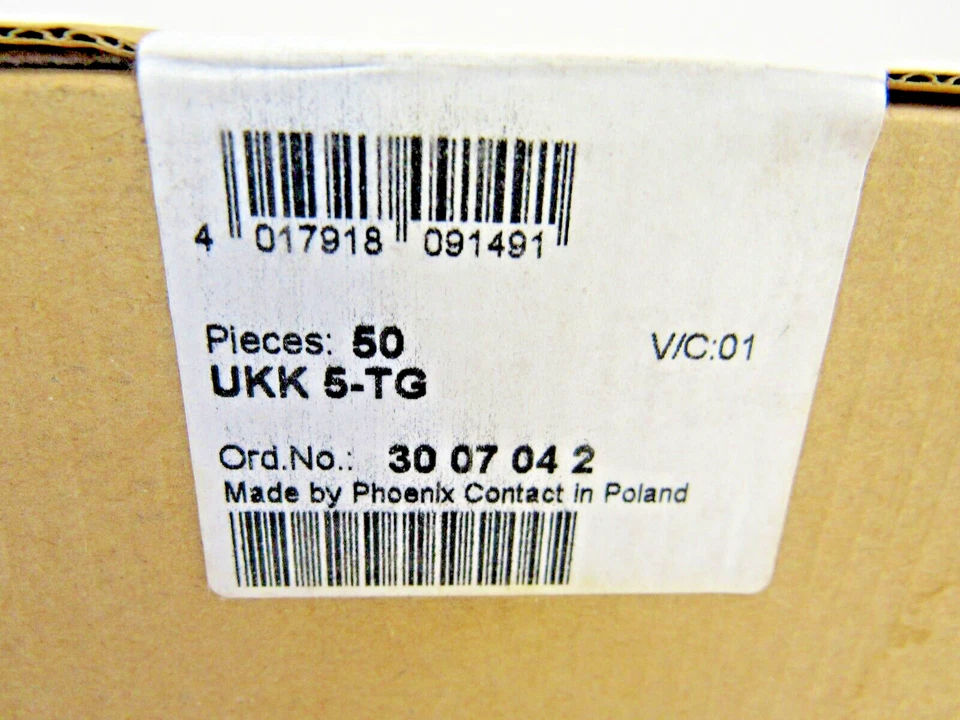 4 017918 091491
Pieces: 50 V/C:01
UKK 5-TG
Ord.No.: 30 07 04 2
Made by Phoenix Contact in Poland